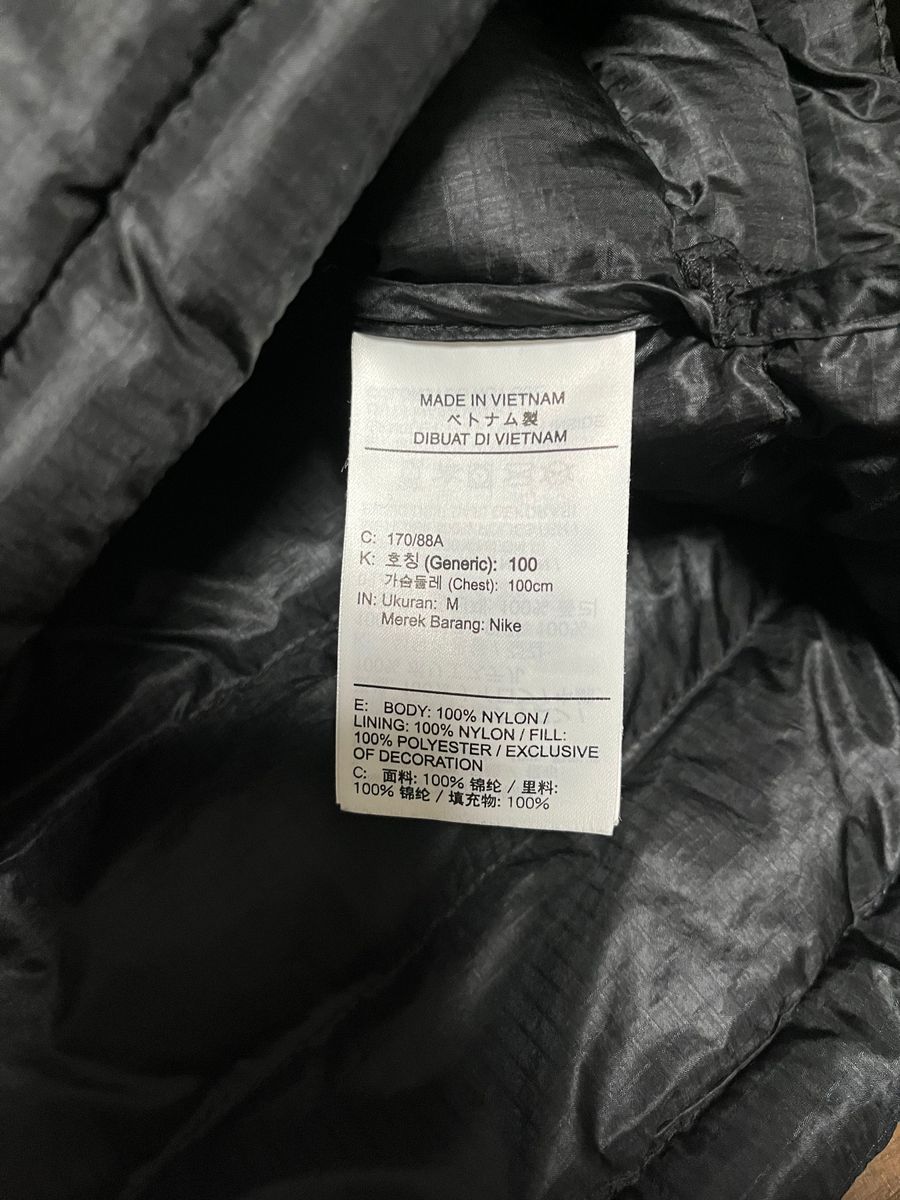 MADE IN VIETNAM
ベトナム製
DIBUAT DI VIETNAM
C: 170/88A
K: 호칭 (Generic): 100
가슴둘레 (Chest): 100cm
IN: Ukuran: M
Merek Barang: Nike
E: BODY: 100% NYLON /
LINING: 100% NYLON / FILL:
100% POLYESTER / EXCLUSIVE
OF DECORATION
C: 面料: 100% 锦纶 / 里料:
100% 锦纶 / 填充物: 100%